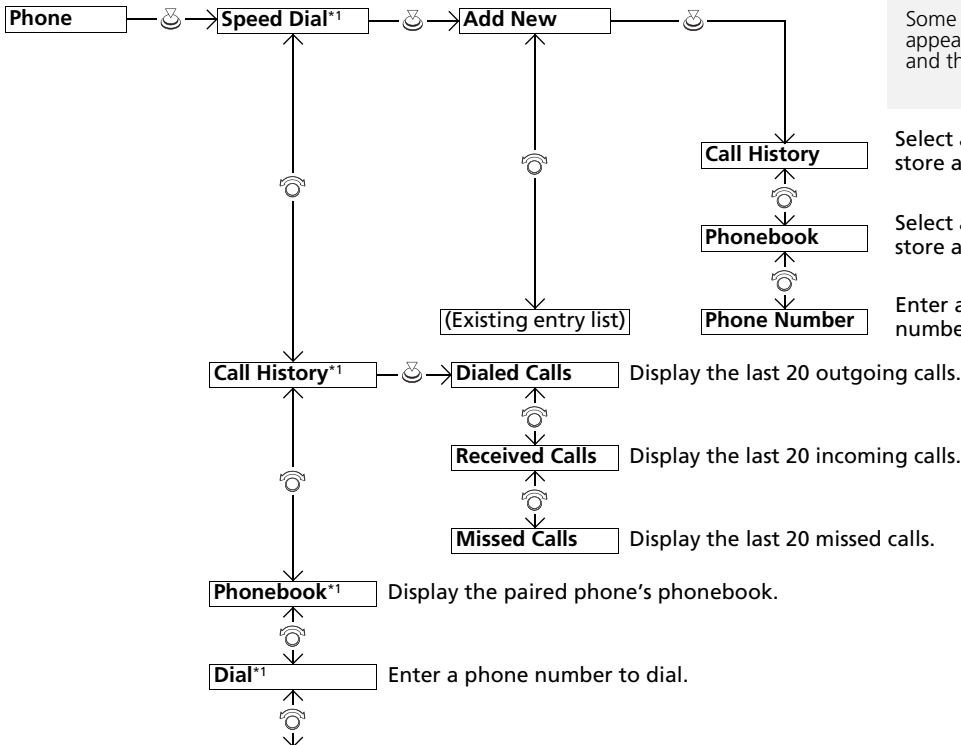 Phone
Speed Dial*1
Add New
Some
appea
and th
Call History
Select a
store a
Phonebook
Select a
store a
(Existing entry list)
Phone Number
Enter a
numbe
Call History*1
Dialed Calls
Display the last 20 outgoing calls.
Received Calls
Display the last 20 incoming calls.
Missed Calls
Display the last 20 missed calls.
Phonebook*1
Display the paired phone’s phonebook.
Dial*1
Enter a phone number to dial.